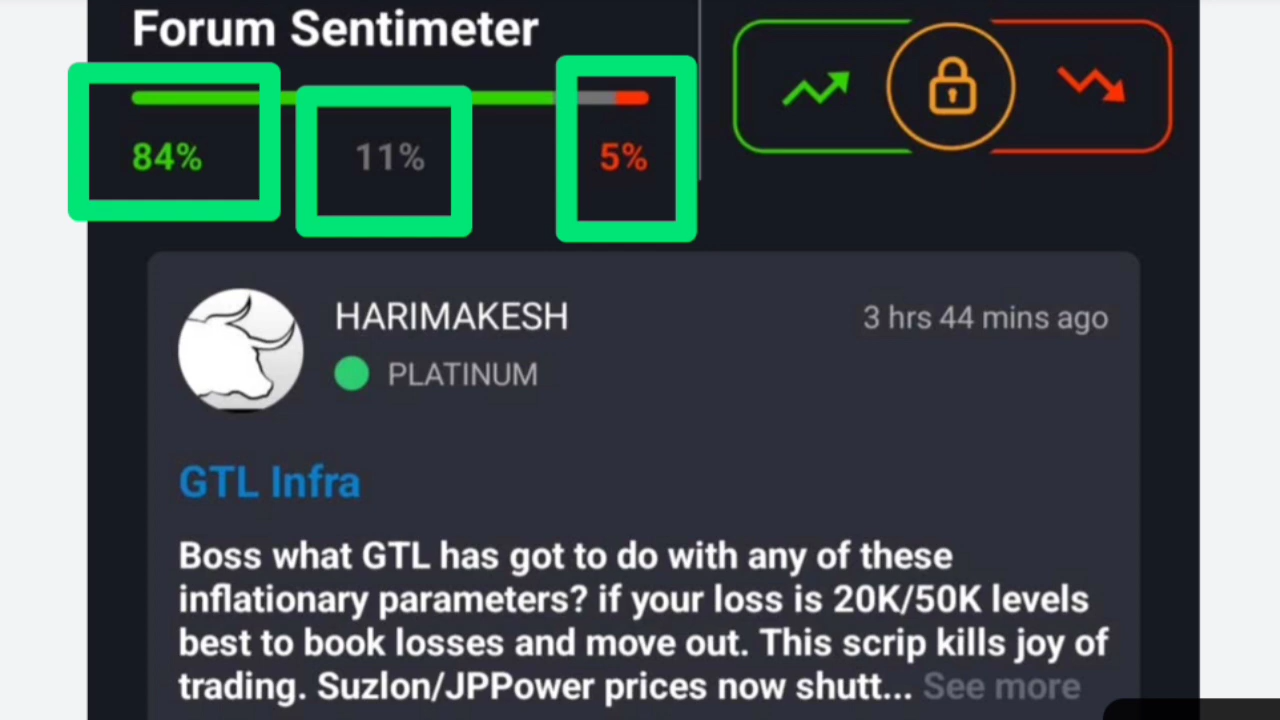 Forum Sentimeter
84% 11% 5%
HARIMAKESH
3 hrs 44 mins ago
PLATINUM
GTL Infra
Boss what GTL has got to do with any of these
inflationary parameters? if your loss is 20K/50K levels
best to book losses and move out. This scrip kills joy of
trading. Suzlon/JPPower prices now shutt... See more